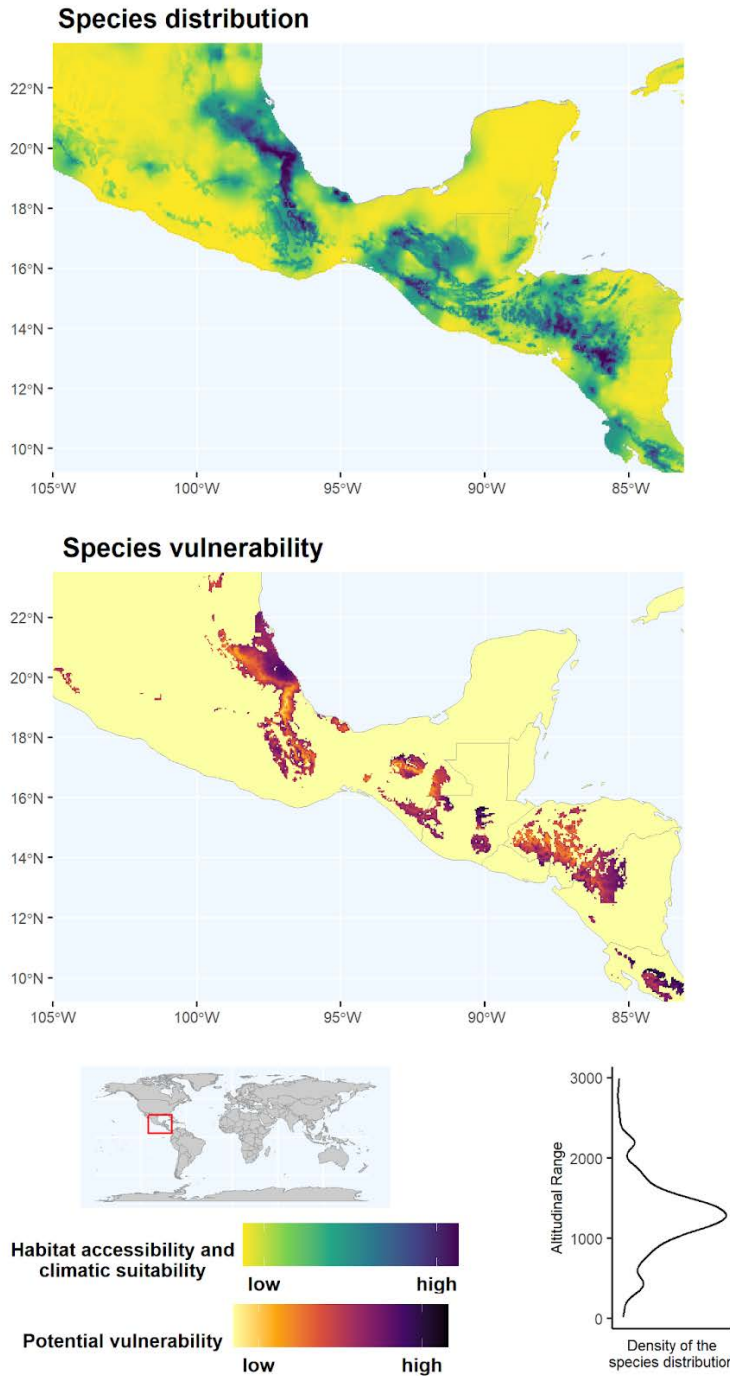 Species distribution
22°N
20°N
18°N
16°N
14°N
12°N
10°N
105°W 100°W 95°W 90°W 85°W
Species vulnerability
22°N
20°N
18°N
16°N
14°N
12°N
10°N
105°W 100°W 95°W 90°W 85°W
Habitat accessibility and
climatic suitability
low high
Potential vulnerability
low high
Altitudinal Range
3000
2000
1000
0
Density of the
species distribution